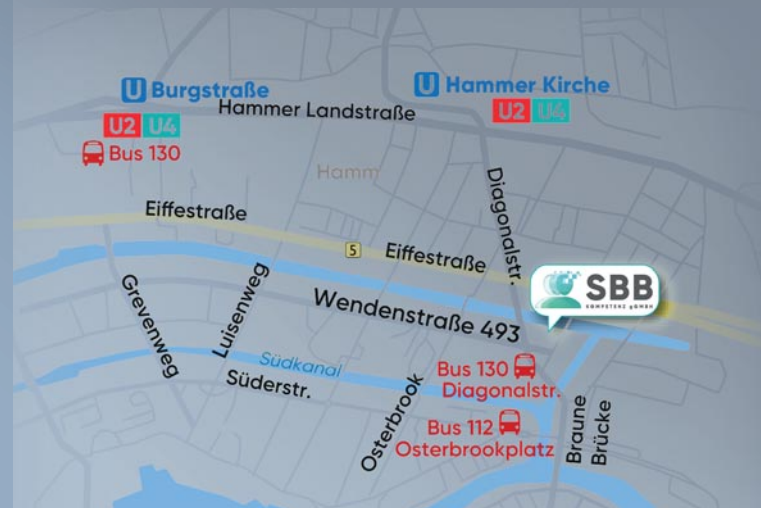 U Burgstraße
U2 U4
Bus 130
U Hammer Kirche
U2 U4
Hammer Landstraße
Hamm
Diagonalstr.
Eiffestraße
5
Eiffestraße
SBB
KOMPETENZ gGMBH
Grevenweg
Luisenweg
Wendenstraße 493
Südkanal
Süderstr.
Bus 130
Diagonalstr.
Osterbrook
Bus 112
Osterbrookplatz
Braune
Brücke